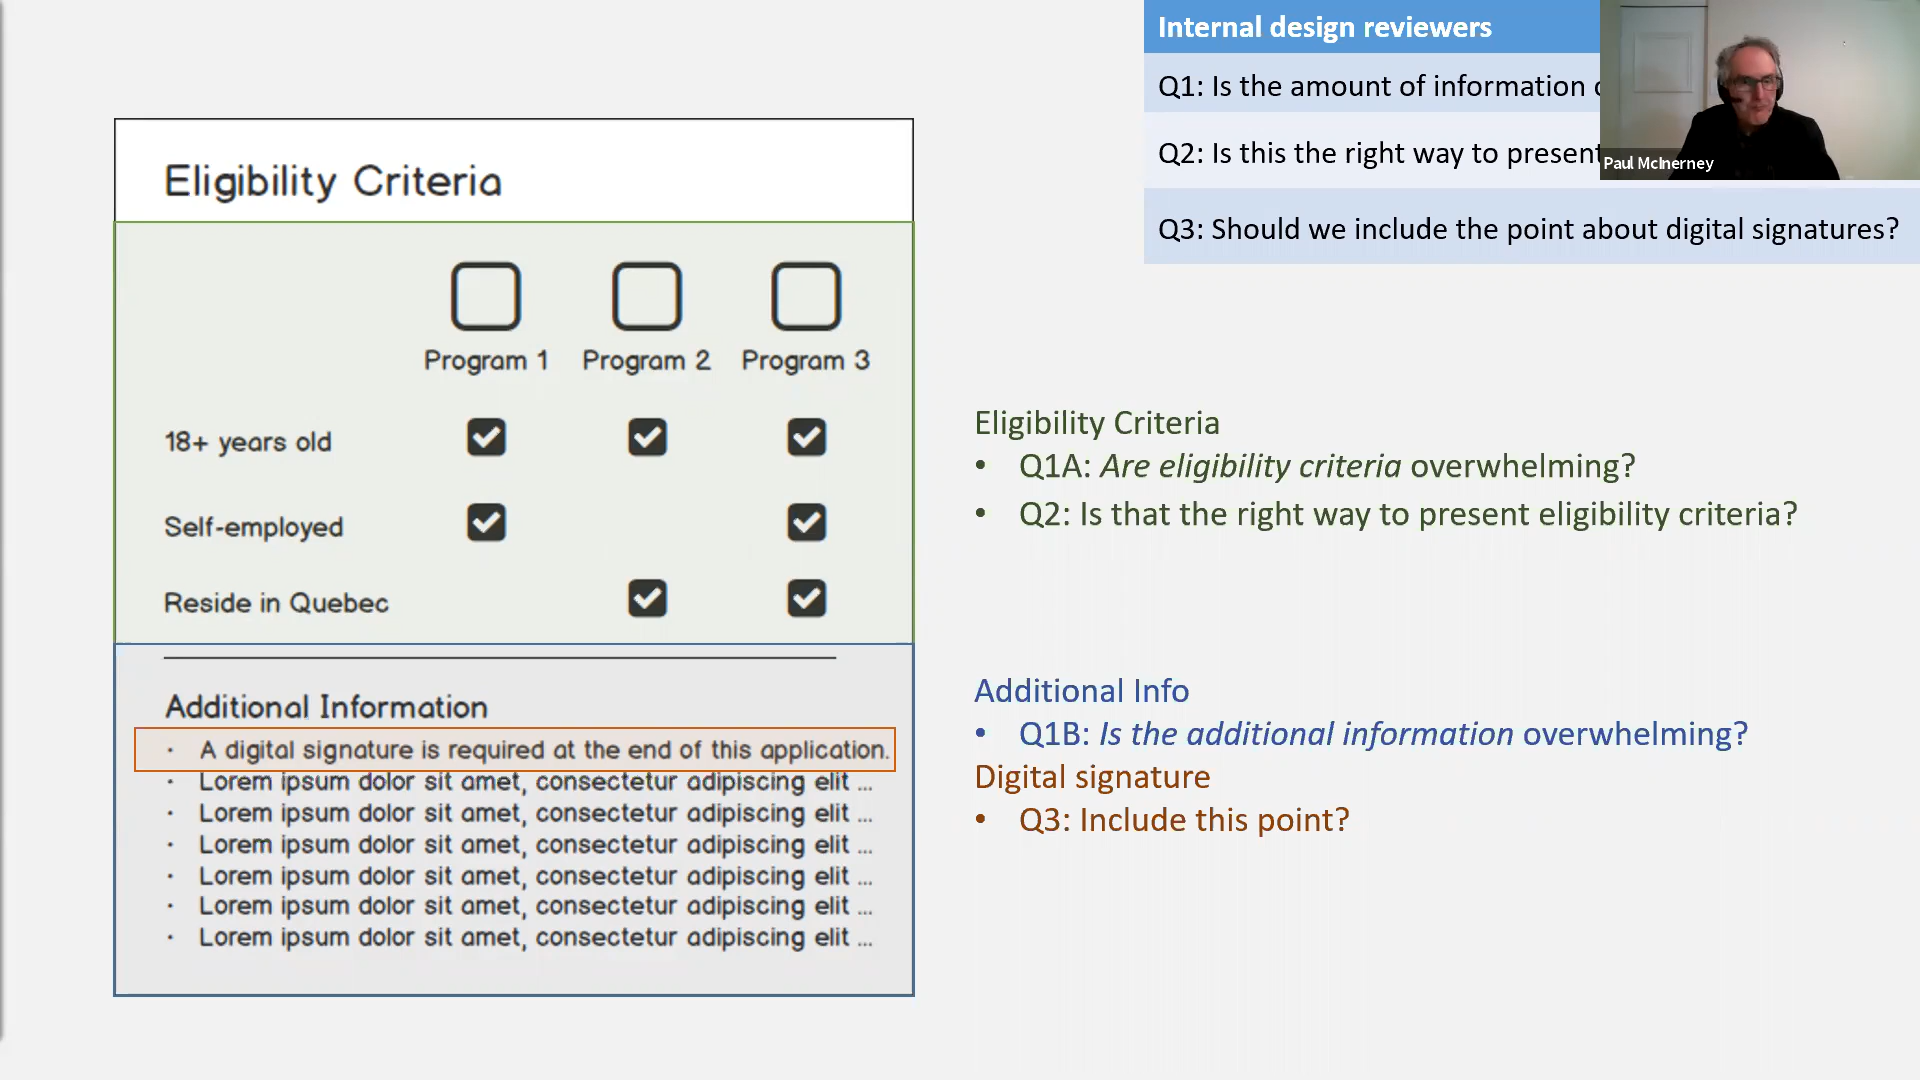 Internal design reviewers
Q1: Is the amount of information
Q2: Is this the right way to present
Paul McInerney
Q3: Should we include the point about digital signatures?
Eligibility Criteria
Program 1 Program 2 Program 3
18+ years old
Self-employed
Reside in Quebec
Additional Information
· A digital signature is required at the end of this application.
· Lorem ipsum dolor sit amet, consectetur adipiscing elit ...
· Lorem ipsum dolor sit amet, consectetur adipiscing elit ...
· Lorem ipsum dolor sit amet, consectetur adipiscing elit ...
· Lorem ipsum dolor sit amet, consectetur adipiscing elit ...
· Lorem ipsum dolor sit amet, consectetur adipiscing elit ...
· Lorem ipsum dolor sit amet, consectetur adipiscing elit ...
Eligibility Criteria
• Q1A: Are eligibility criteria overwhelming?
• Q2: Is that the right way to present eligibility criteria?
Additional Info
• Q1B: Is the additional information overwhelming?
Digital signature
• Q3: Include this point?